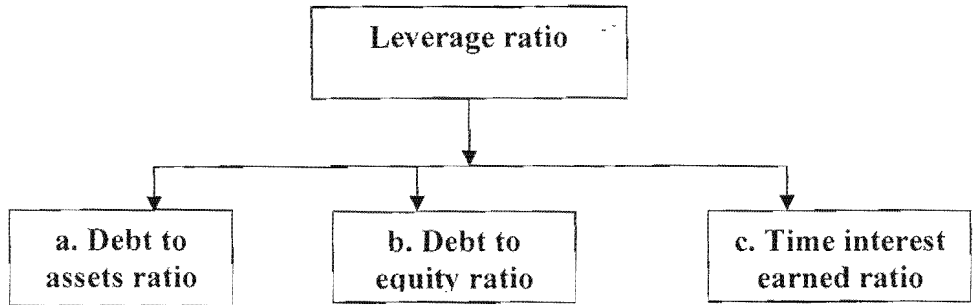 Leverage ratio
a. Debt to
assets ratio
b. Debt to
equity ratio
c. Time interest
earned ratio